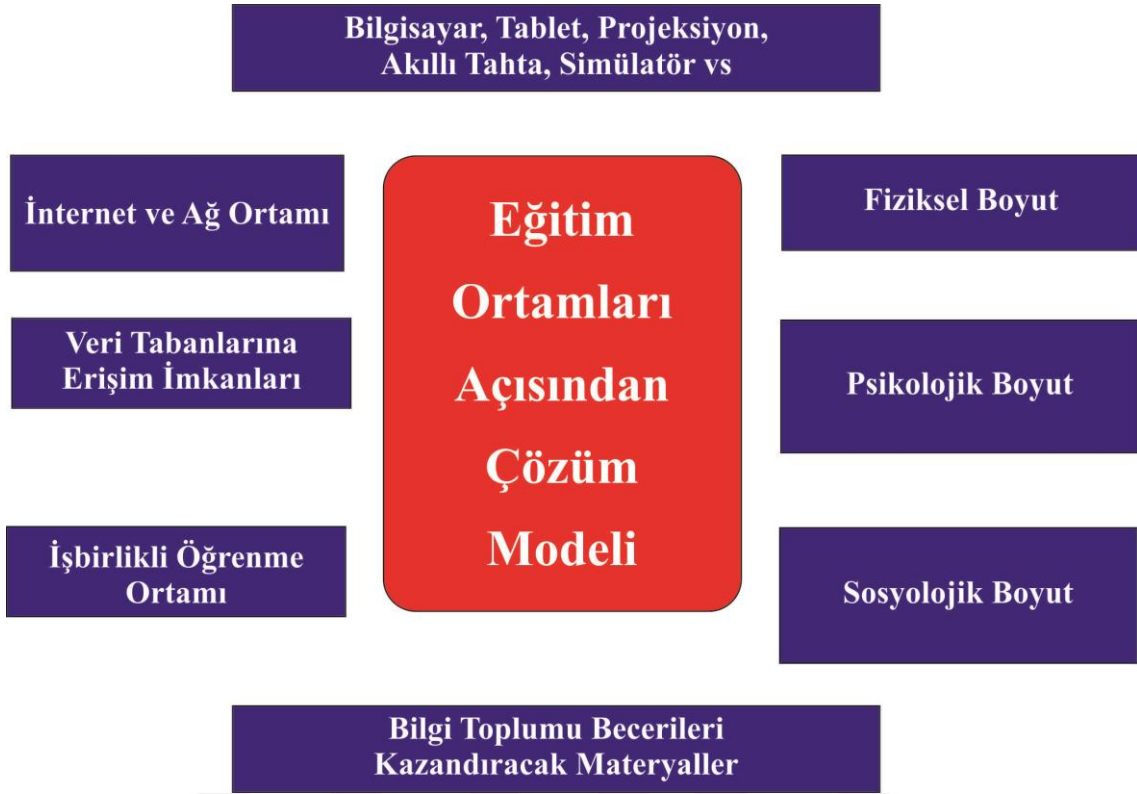 Bilgisayar, Tablet, Projeksiyon,
Akıllı Tahta, Simülatör vs
İnternet ve Ağ Ortamı
Veri Tabanlarına
Erişim İmkanları
İşbirlikli Öğrenme
Ortamı
Eğitim
Ortamları
Açısından
Çözüm
Modeli
Fiziksel Boyut
Psikolojik Boyut
Sosyolojik Boyut
Bilgi Toplumu Becerileri
Kazandıracak Materyaller